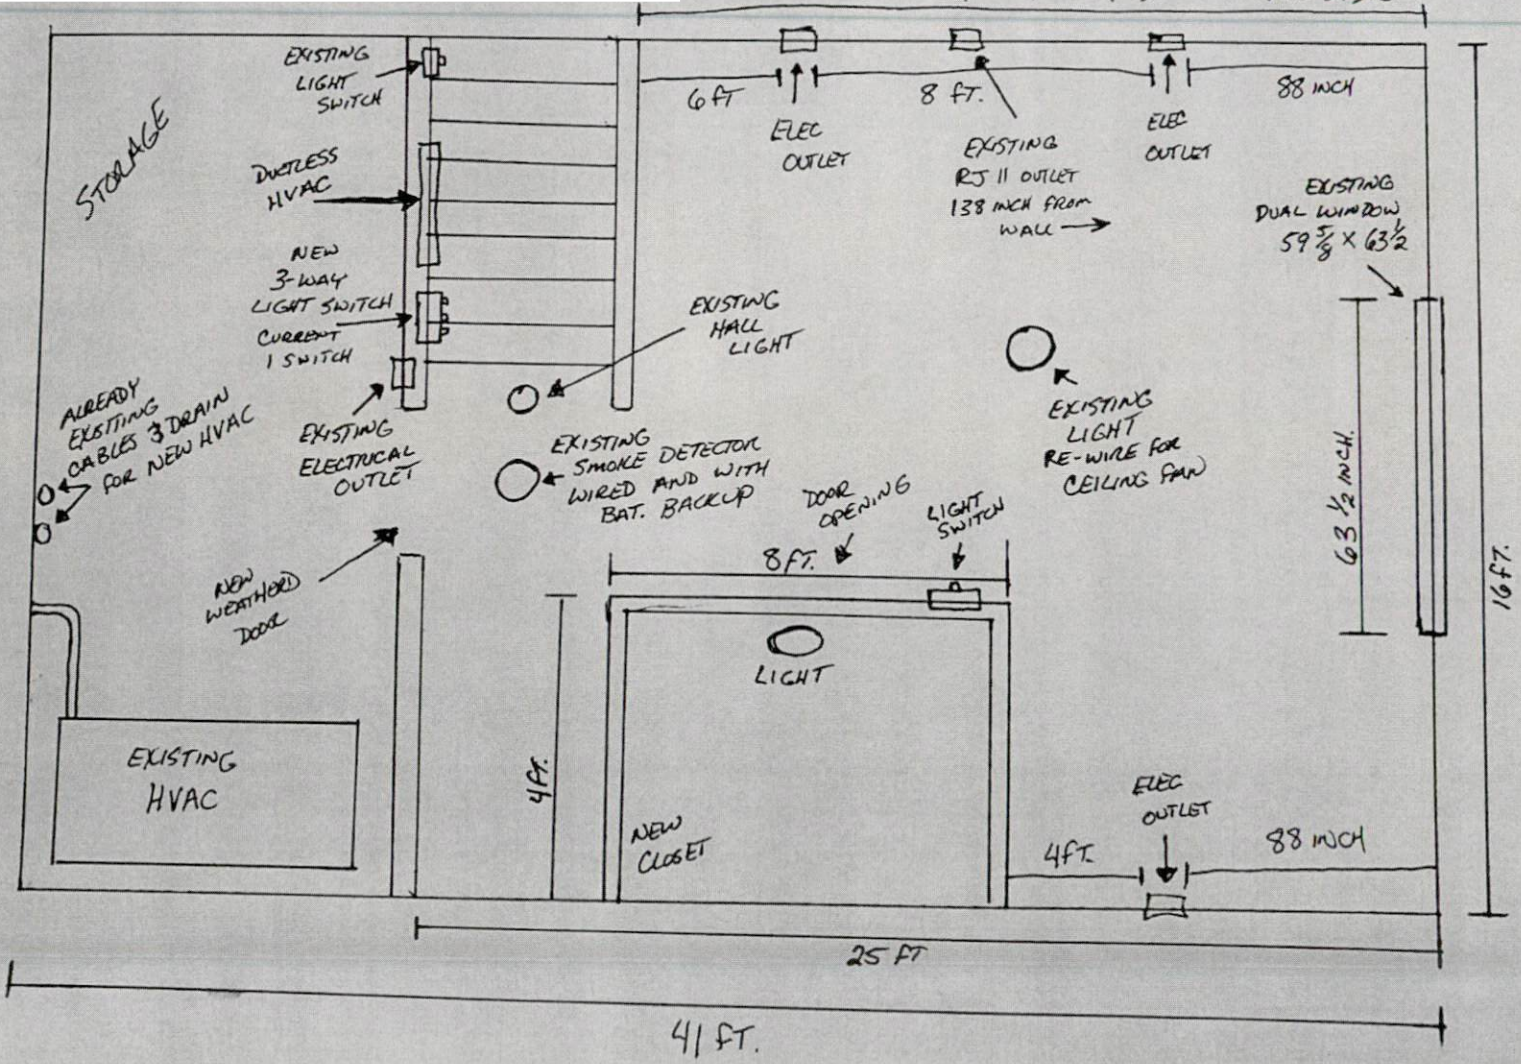 EXISTING
LIGHT
SWITCH
STORAGE
DUCTLESS
HVAC
NEW
3-WAY
LIGHT SWITCH
CURRENT
1 SWITCH
ALREADY
EXISTING
CABLES & DRAIN
FOR NEW HVAC
EXISTING
ELECTRICAL
OUTLET
NEW
WEATHERD
DOOR
EXISTING
HVAC
6 FT
ELEC
OUTLET
8 FT.
EXISTING
RJ 11 OUTLET
138 INCH FROM
WALL
ELEC
OUTLET
88 INCH
EXISTING
DUAL WINDOW
59 5/8 X 63 1/2
EXISTING
HALL
LIGHT
EXISTING
SMOKE DETECTOR
WIRED AND WITH
BAT. BACKUP
EXISTING
LIGHT
RE-WIRE FOR
CEILING FAN
63 1/2 INCH.
16 FT.
DOOR
OPENING
LIGHT
SWITCH
8 FT.
LIGHT
4 FT.
NEW
CLOSET
ELEC
OUTLET
4 FT.
88 INCH
25 FT
41 FT.